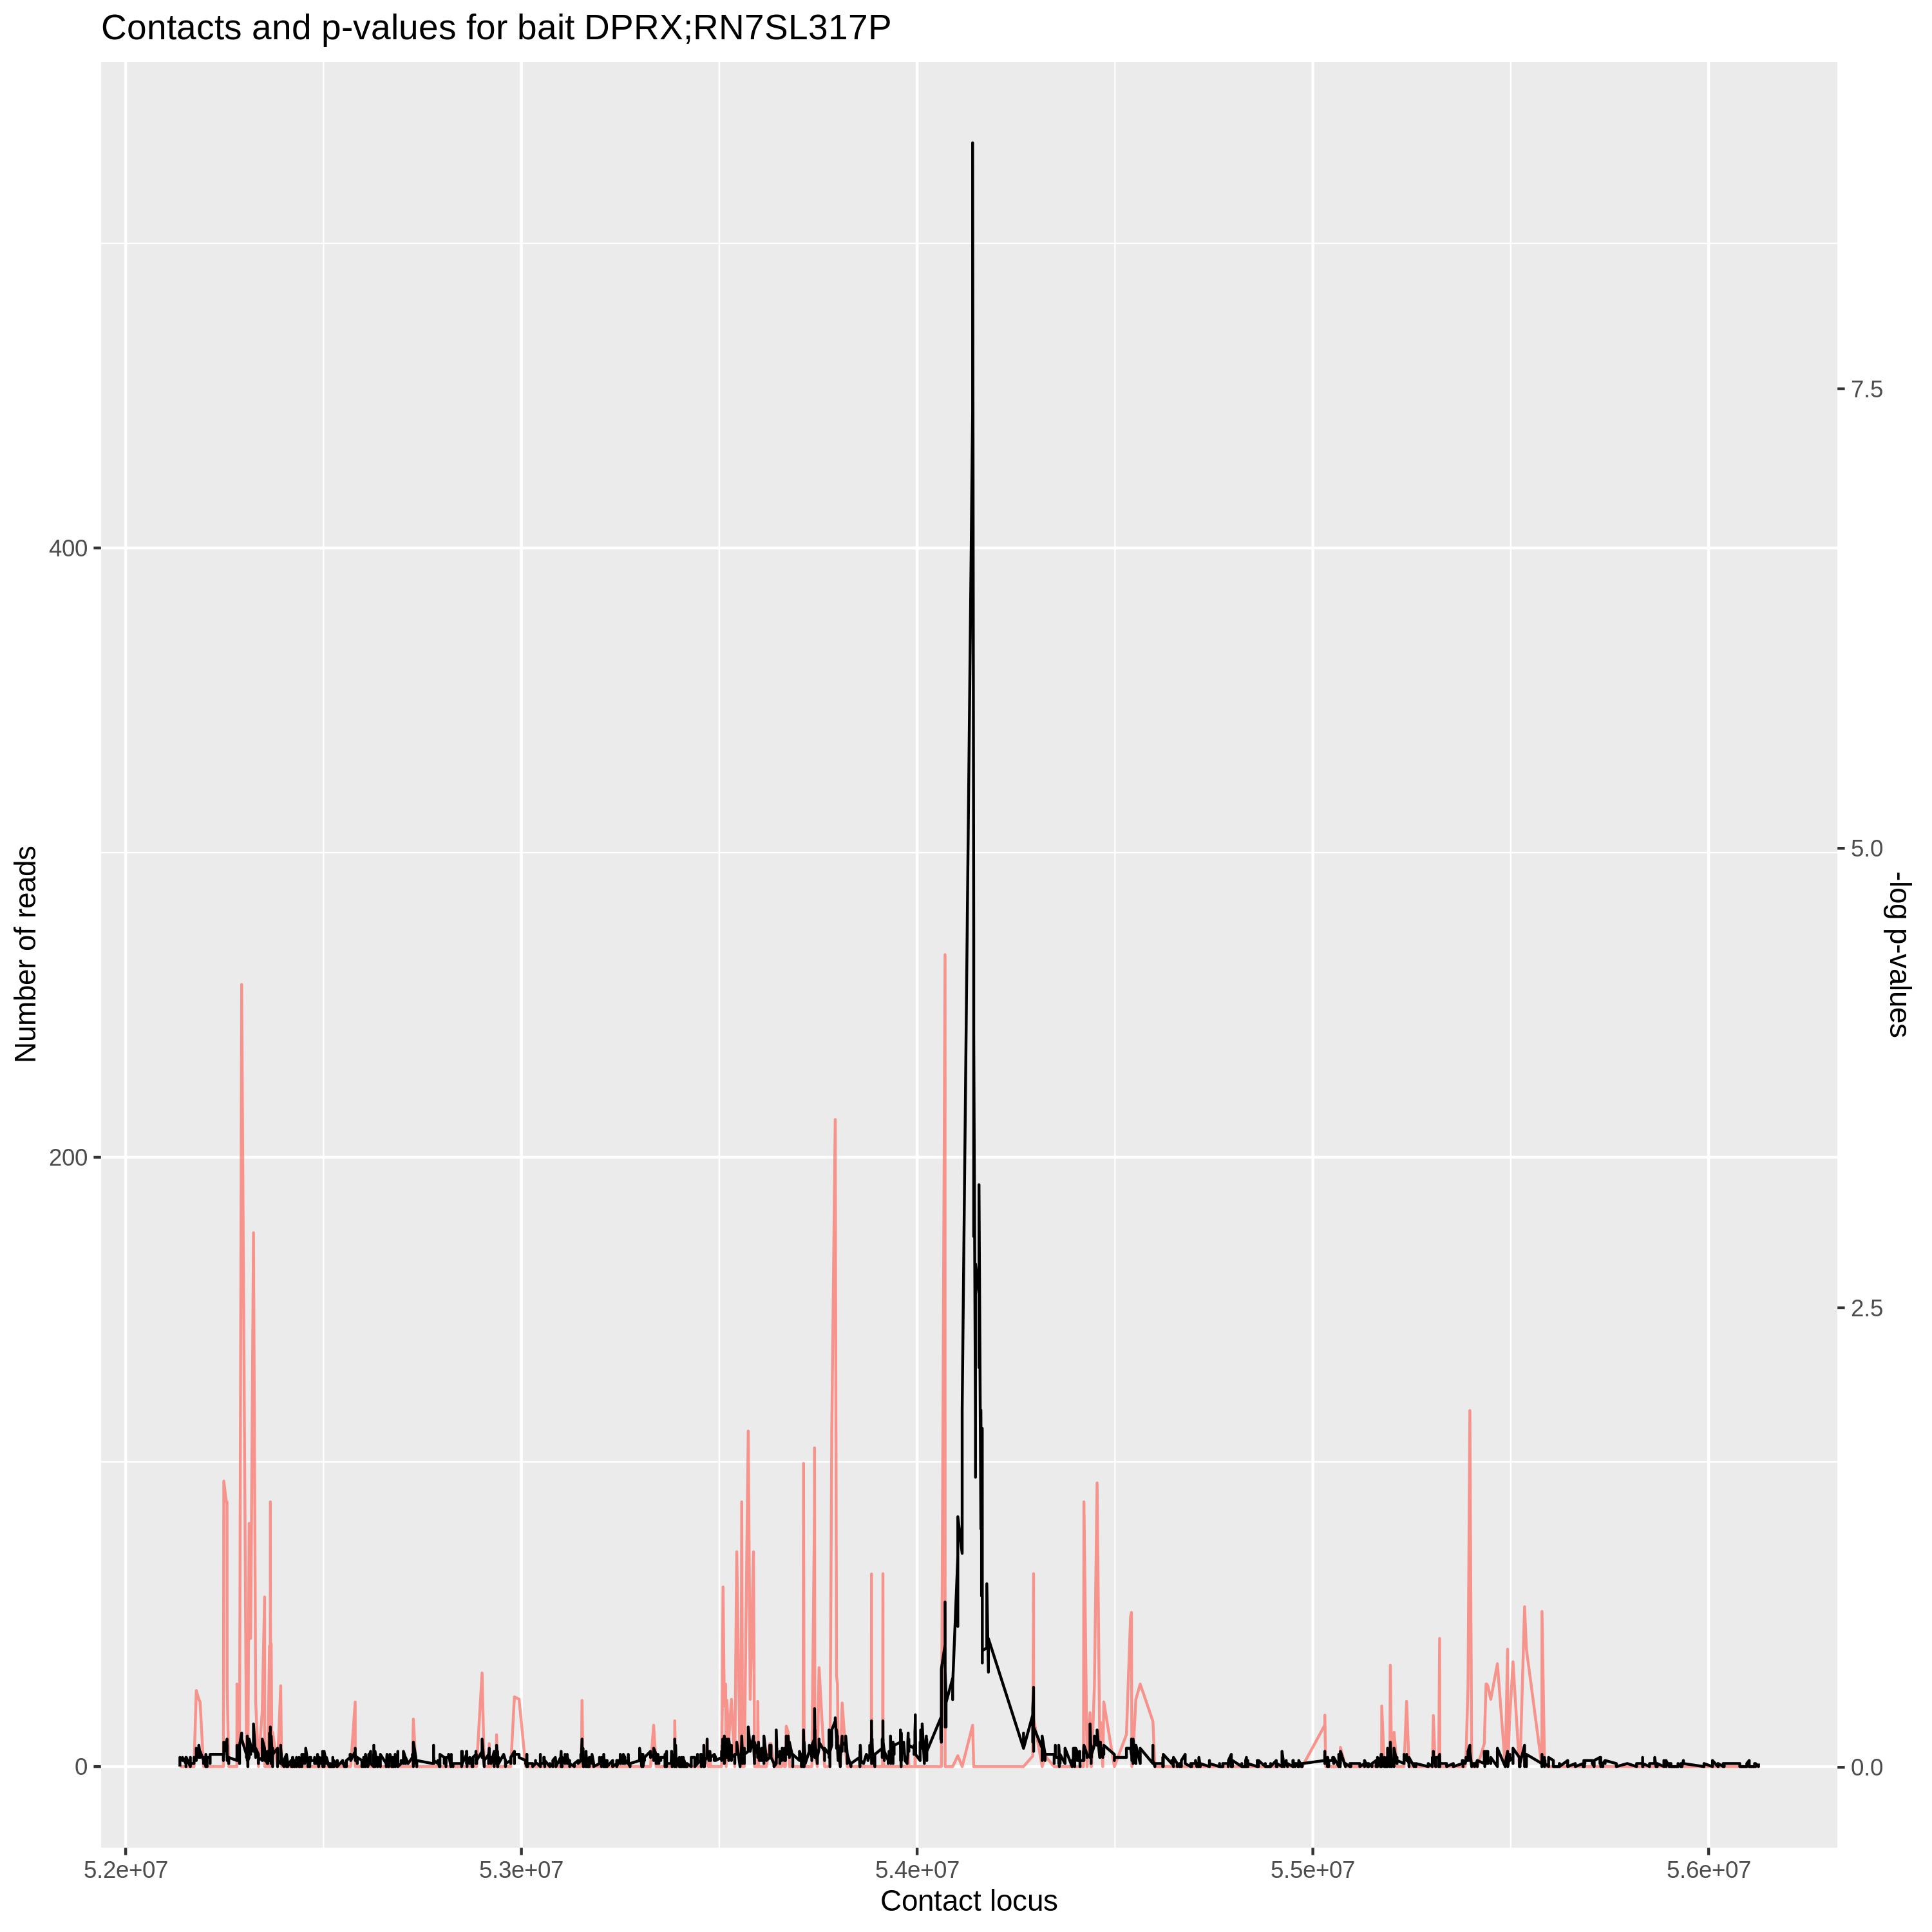 Contacts and p-values for bait DPRX;RN7SL317P
400
200
0
Number of reads
7.5
5.0
2.5
0.0
-log p-values
5.2e+07
5.3e+07
5.4e+07
5.5e+07
5.6e+07
Contact locus